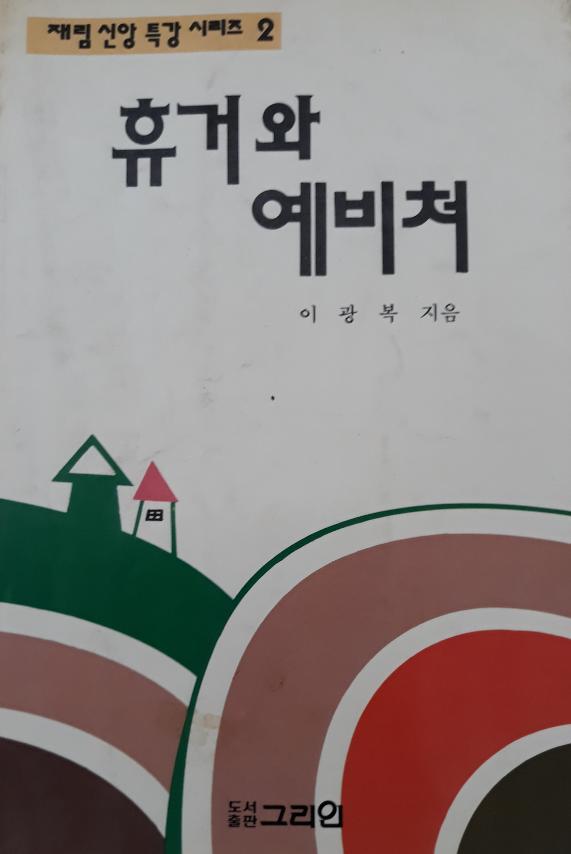 재림 신앙 특강 시리즈 2
휴거와
예비처
이 광 복 지음
도서
출판 그리인